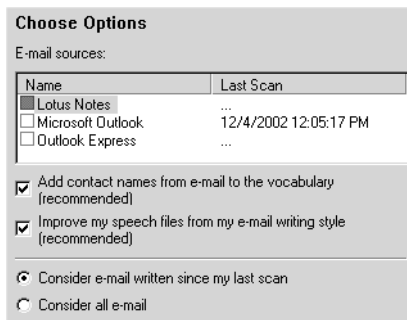 Choose Options
E-mail sources:
Name Last Scan
Lotus Notes ...
Microsoft Outlook 12/4/2002 12:05:17 PM
Outlook Express ...
Add contact names from e-mail to the vocabulary
(recommended)
Improve my speech files from my e-mail writing style
(recommended)
Consider e-mail written since my last scan
Consider all e-mail